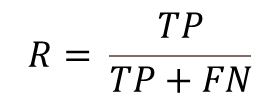 R = TP / TP + FN